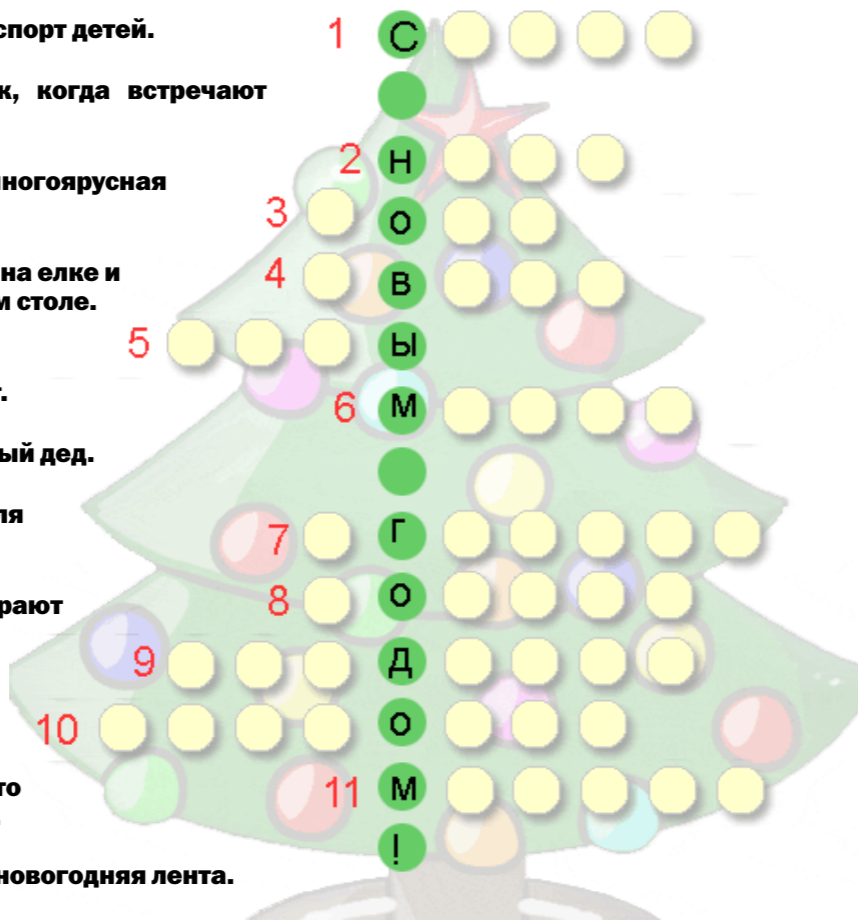 спорт детей.
1 С
к, когда встречают
2 Н
многоярусная
3 о
на елке и
4 В
м столе.
5 ы
т.
6 М
ый дед.
ля
7 Г
рают
8 о
9 Д
10 о
то
11 М
!
новогодняя лента.